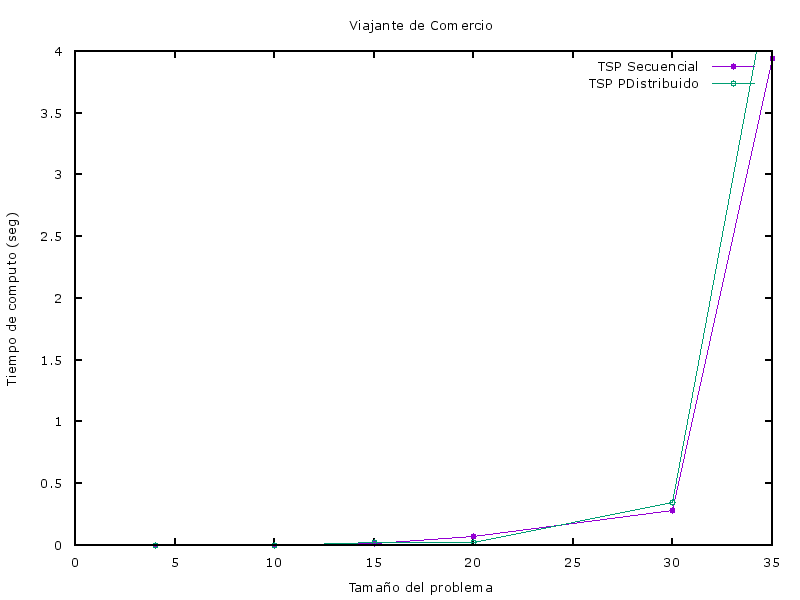 Viajante de Comercio
TSP Secuencial
TSP PDistribuido
Tiempo de computo (seg)
4
3.5
3
2.5
2
1.5
1
0.5
0
0 5 10 15 20 25 30 35
Tamaño del problema